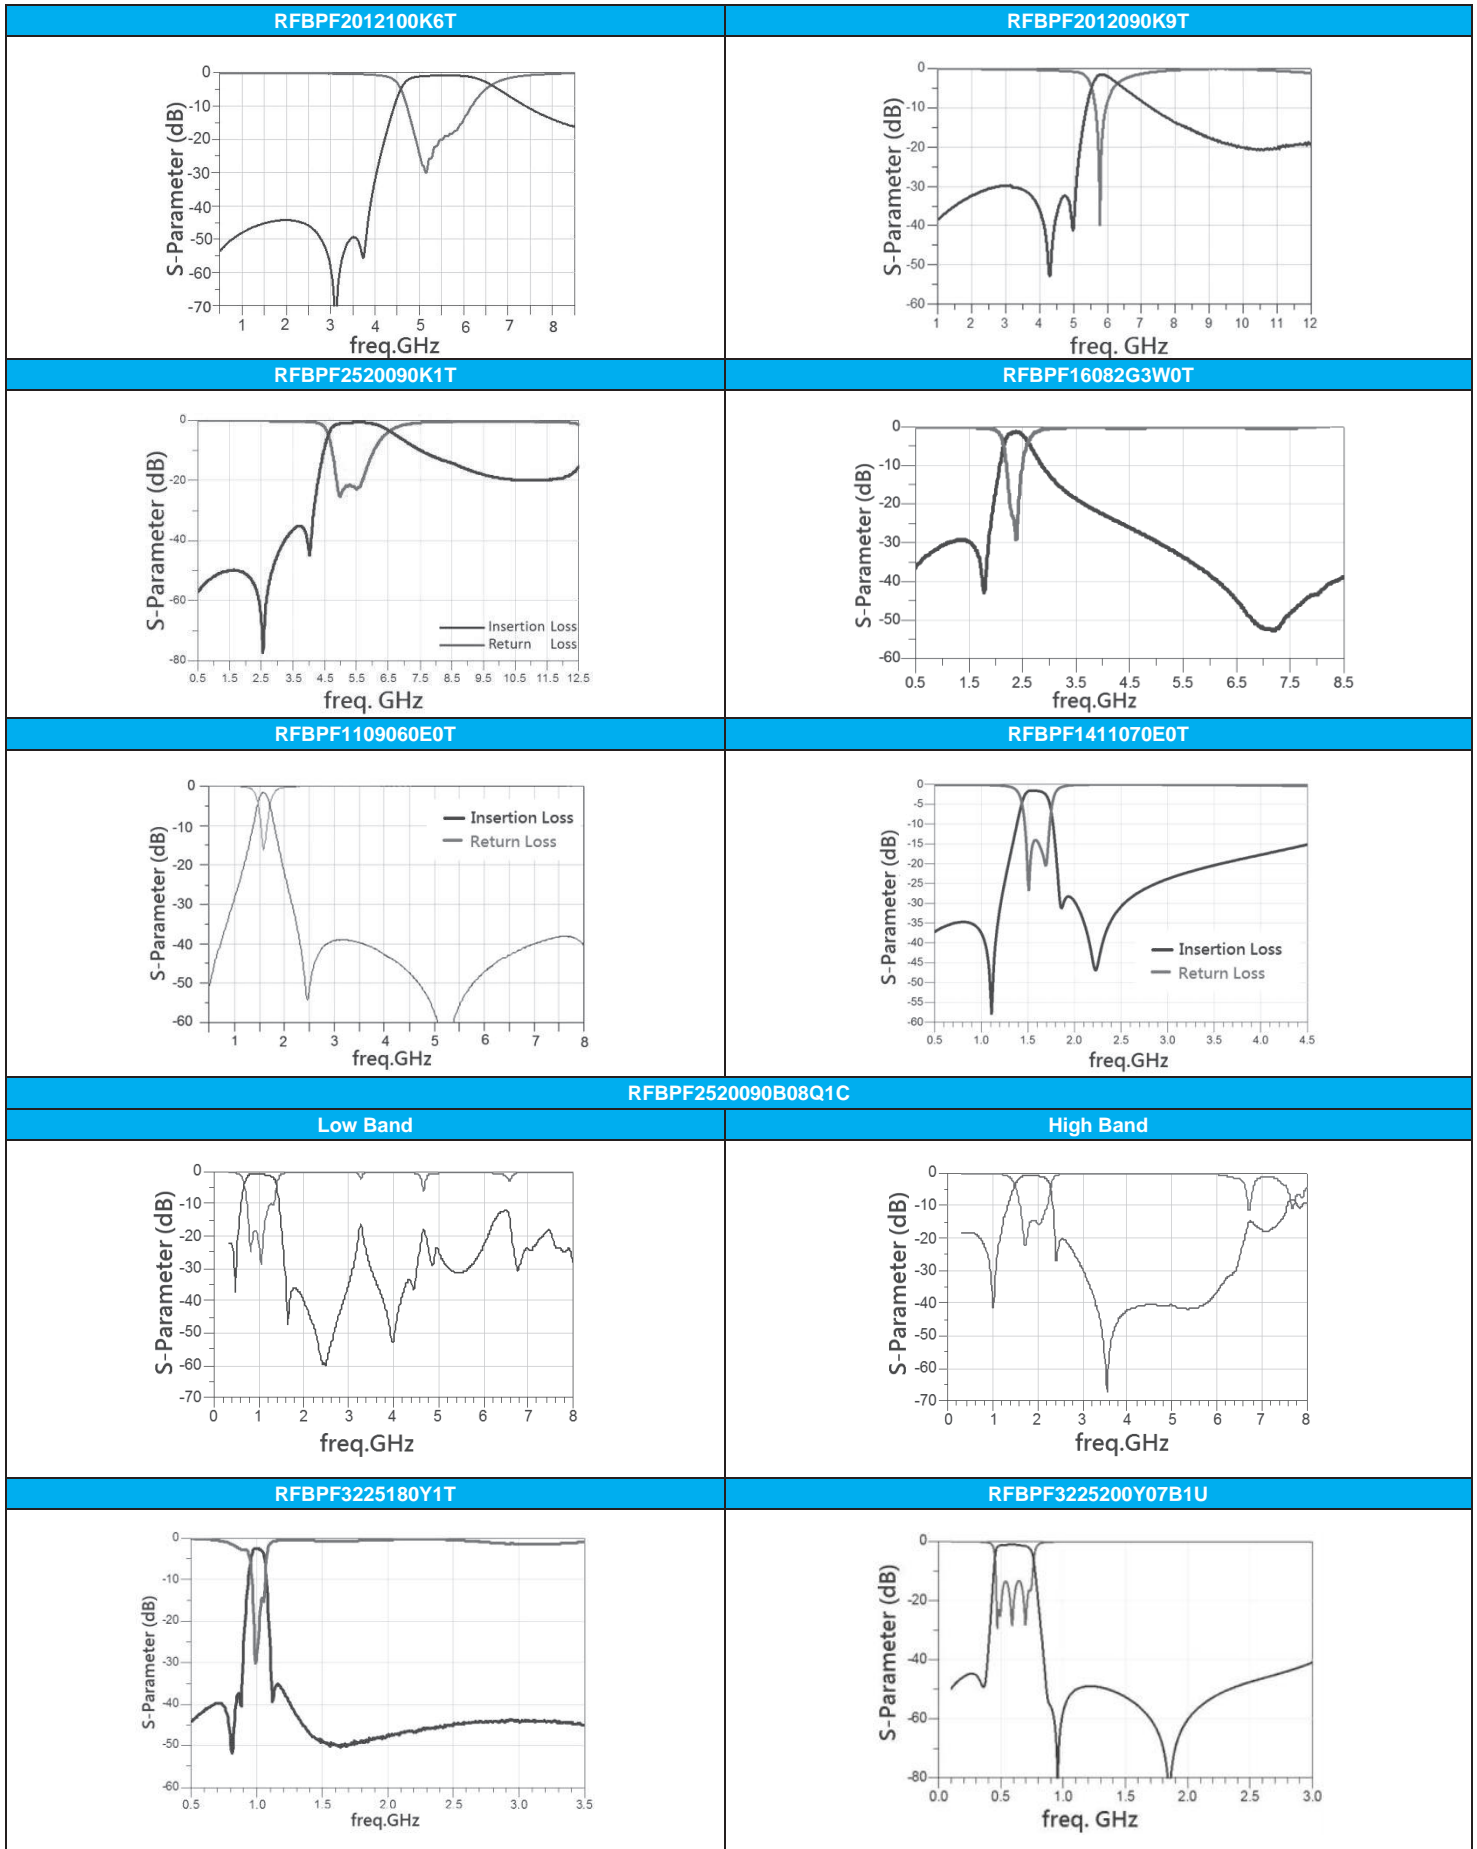 RFBPF2012100K6T
RFBPF2012090K9T
S-Parameter (dB)
0
-10
-20
-30
-40
-50
-60
-70
1 2 3 4 5 6 7 8
freq.GHz
S-Parameter (dB)
0
-10
-20
-30
-40
-50
-60
1 2 3 4 5 6 7 8 9 10 11 12
freq. GHz
RFBPF2520090K1T
RFBPF16082G3W0T
S-Parameter (dB)
0
-20
-40
-60
-80
Insertion Loss
Return Loss
0.5 1.5 2.5 3.5 4.5 5.5 6.5 7.5 8.5 9.5 10.5 11.5 12.5
freq. GHz
S-Parameter (dB)
0
-10
-20
-30
-40
-50
-60
0.5 1.5 2.5 3.5 4.5 5.5 6.5 7.5 8.5
freq.GHz
RFBPF1109060E0T
RFBPF1411070E0T
S-Parameter (dB)
0
-10
-20
-30
-40
-50
-60
Insertion Loss
Return Loss
1 2 3 4 5 6 7 8
freq.GHz
S-Parameter (dB)
0
-5
-10
-15
-20
-25
-30
-35
-40
-45
-50
-55
-60
Insertion Loss
Return Loss
0.5 1.0 1.5 2.0 2.5 3.0 3.5 4.0 4.5
freq.GHz
RFBPF2520090B08Q1C
Low Band
High Band
S-Parameter (dB)
0
-10
-20
-30
-40
-50
-60
-70
0 1 2 3 4 5 6 7 8
freq.GHz
S-Parameter (dB)
0
-10
-20
-30
-40
-50
-60
-70
0 1 2 3 4 5 6 7 8
freq.GHz
RFBPF3225180Y1T
RFBPF3225200Y07B1U
S-Parameter (dB)
0
-10
-20
-30
-40
-50
-60
0.5 1.0 1.5 2.0 2.5 3.0 3.5
freq.GHz
S-Parameter (dB)
0
-20
-40
-60
-80
0.0 0.5 1.0 1.5 2.0 2.5 3.0
freq. GHz